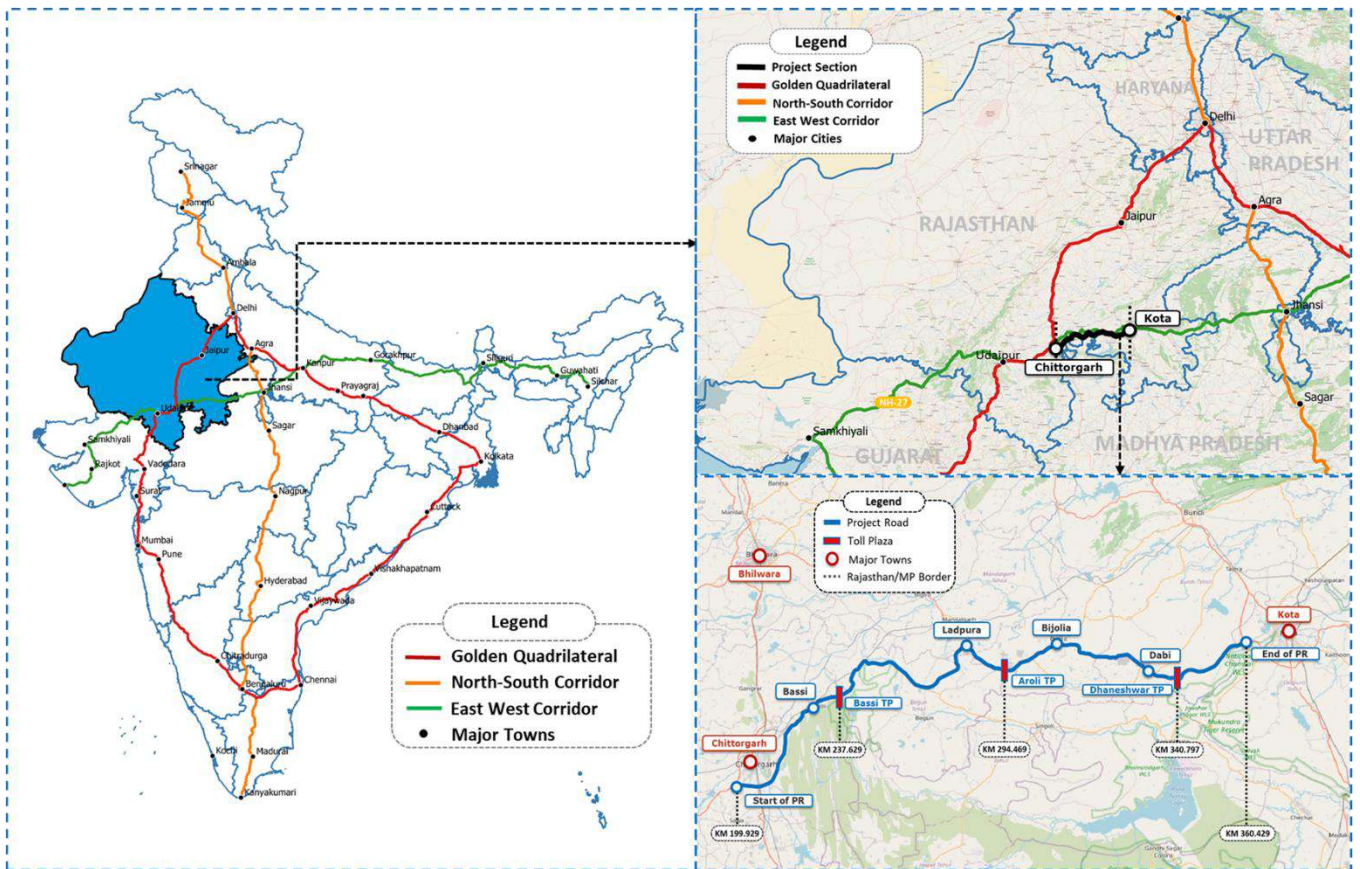 Srinagar
Jammu
Ambala
Delhi
Jaipur
Agra
Kanpur
Gorakhpur
Siliguri
Guwahati
Silchar
Prayagraj
Jhansi
Udaipur
Samkhiyali
Rajkot
Sagar
Dhanbad
Kolkata
Vadodara
Surat
Nagpur
Cuttack
Mumbai
Pune
Vishakhapatnam
Hyderabad
Vijaywada
Chitradurga
Bengaluru
Chennai
Kochi
Madurai
Kanyakumari
Legend
Golden Quadrilateral
North-South Corridor
East West Corridor
Major Towns
Legend
Project Section
Golden Quadrilateral
North-South Corridor
East West Corridor
Major Cities
HARYANA
Delhi
UTTAR
PRADESH
RAJASTHAN
Jaipur
Agra
Jhansi
Kota
Chittorgarh
Udaipur
NH-27
Samkhiyali
GUJARAT
MADHYA PRADESH
Sagar
Legend
Project Road
Toll Plaza
Major Towns
Rajasthan/MP Border
Bundi
Bhilwara
Kota
Ladpura
Bijolia
Dabi
End of PR
Aroli TP
Dhaneshwar TP
Bassi
Bassi TP
Begun
Singoli
Chittorgarh
Start of PR
KM 199.929
KM 237.629
KM 294.469
KM 340.797
KM 360.429